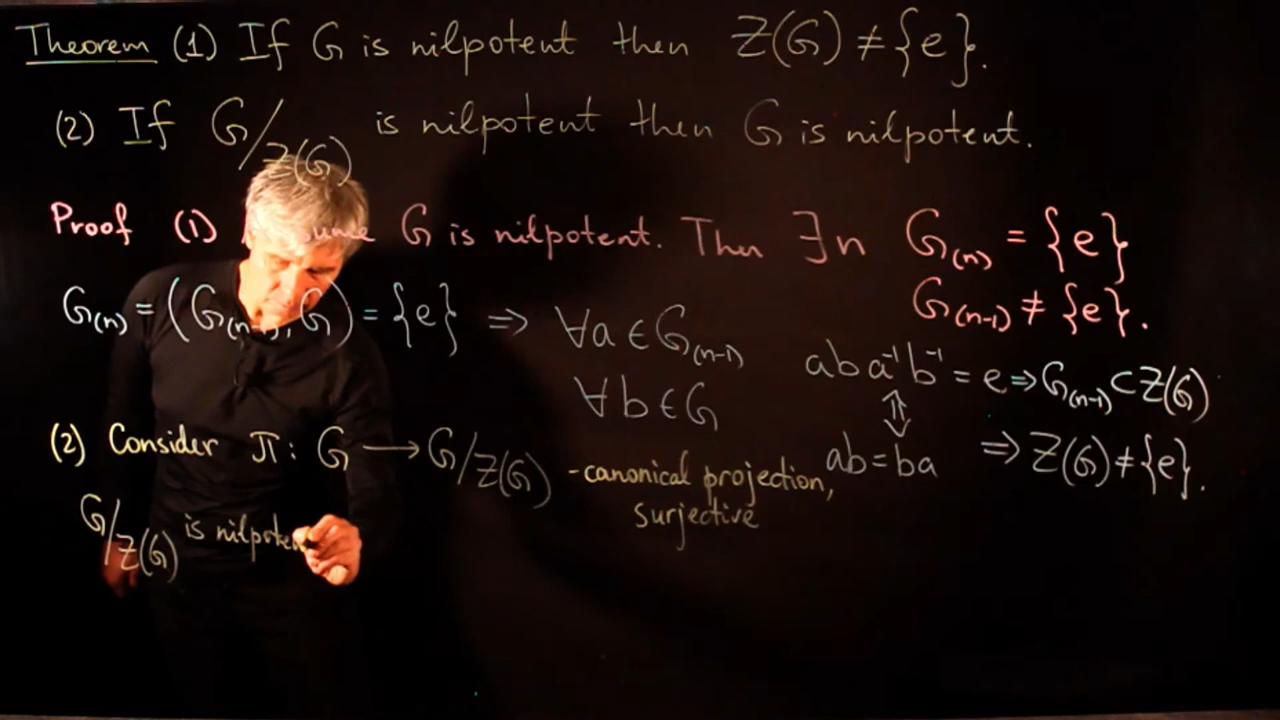 Theorem (1) If G is nilpotent then Z(G) ≠ {e}.
(2) If G/Z(G) is nilpotent then G is nilpotent.
Proof (1) G is nilpotent. Then ∃n G₍ₙ₎ = {e}
G₍ₙ₋₁₎ ≠ {e}.
G₍ₙ₎ = (G₍ₙ₋₁₎, G) = {e} ⇒ ∀a ∈ G₍ₙ₋₁₎
∀b ∈ G
aba⁻¹b⁻¹ = e ⇒ G₍ₙ₋₁₎ ⊂ Z(G)
⇕
ab = ba ⇒ Z(G) ≠ {e}.
(2) Consider π: G → G/Z(G) - canonical projection,
surjective
G/Z(G) is